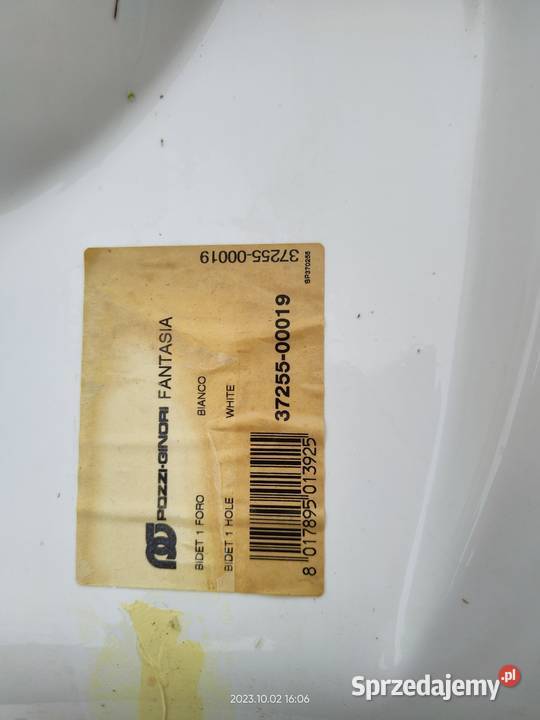 POZZI-GINORI FANTASIA
BIDET 1 FORO BIANCO
BIDET 1 HOLE WHITE
37255-00019
8 017895 013925
37255-00019
SP370255
2023.10.02 16:06
Sprzedajemy.pl